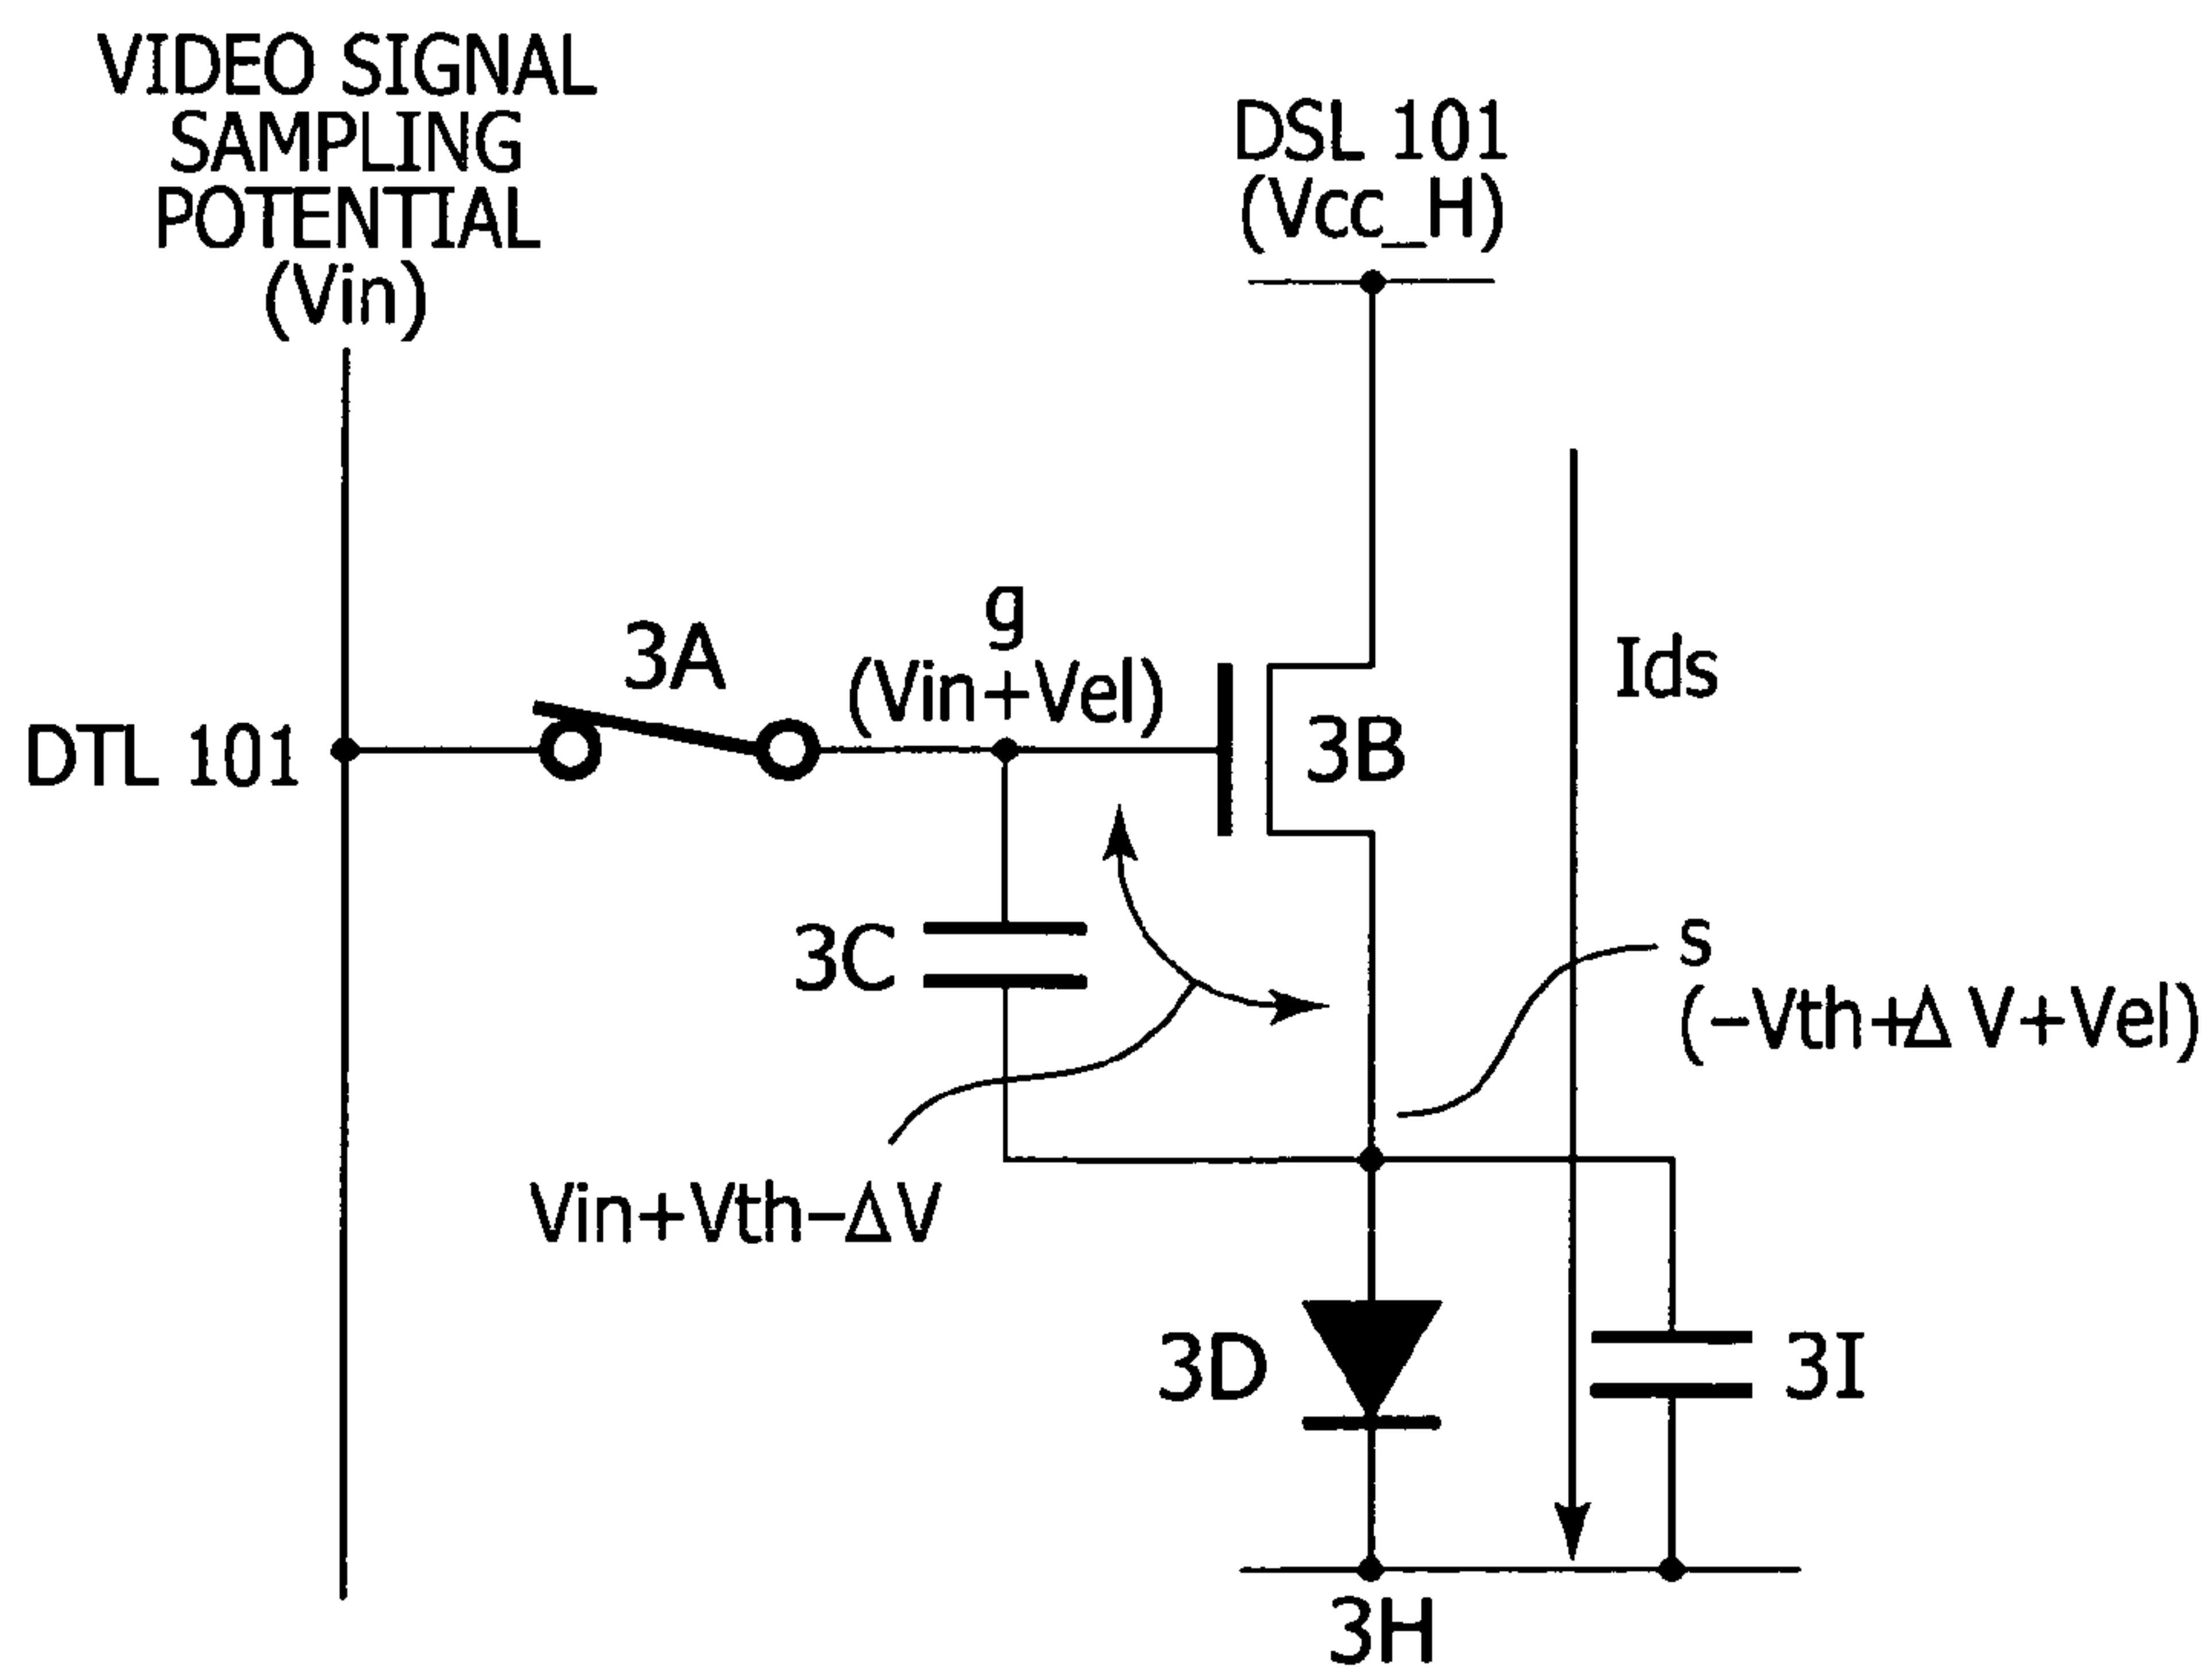 VIDEO SIGNAL
SAMPLING
POTENTIAL
(Vin)
DSL 101
(Vcc_H)
g
(Vin+Vel)
3A
Ids
DTL 101
3B
3C
s
(-Vth+Δ V+Vel)
Vin+Vth-ΔV
3D
3I
3H